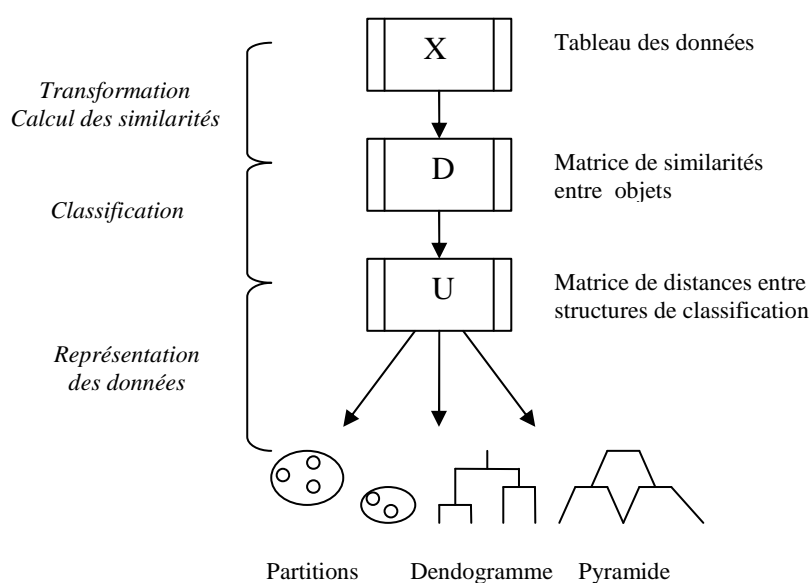 X
Tableau des données
Transformation
Calcul des similarités
D
Matrice de similarités
entre objets
Classification
U
Matrice de distances entre
structures de classification
Représentation
des données
Partitions
Dendogramme
Pyramide